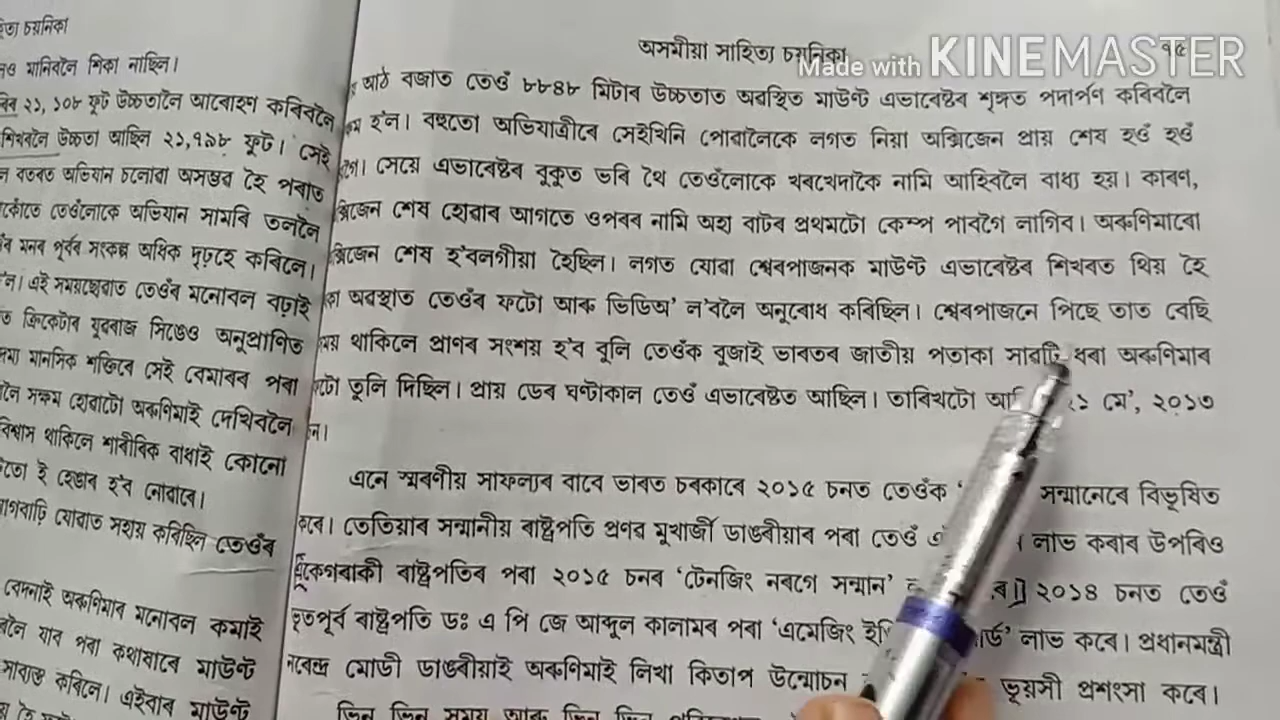 হিত্য চয়নিকা
মানিবলৈ শিকা নাছিল।
২১, ১০৮ ফুট উচ্চতালৈ আৰোহণ কৰিবলৈ
শিখৰলৈ উচ্চতা আছিল ২১,৭৯৮ ফুট। সেই
বতৰত অভিযান চলোৱা অসম্ভৱ হৈ পৰাত
তেওঁলোকে অভিযান সামৰি তললৈ
মনৰ পূৰ্বৰ সংকল্প অধিক দৃঢ়হে কৰিলে।
এই সময়ছোৱাত তেওঁৰ মনোবল বঢ়াই
ক্ৰিকেটাৰ যুৱৰাজ সিঙেও অনুপ্ৰাণিত
মানসিক শক্তিৰে সেই বেমাৰৰ পৰা
সক্ষম হোৱাটো অৰুণিমাই দেখিবলৈ
বিশ্বাস থাকিলে শাৰীৰিক বাধাই কোনো
ই হেঙাৰ হ'ব নোৱাৰে।
যোৱাত সহায় কৰিছিল তেওঁৰ
বেদনাই অৰুণিমাৰ মনোবল কমাই
যাব পৰা কথাষাৰে মাউণ্ট
সাব্যস্ত কৰিলে। এইবাৰ মাউণ্ট
অসমীয়া সাহিত্য চয়নিকা ৭৫
Made with KINEMASTER
আঠ বজাত তেওঁ ৮৮৪৮ মিটাৰ উচ্চতাত অৱস্থিত মাউণ্ট এভাৰেষ্টৰ শৃঙ্গত পদাৰ্পণ কৰিবলৈ
হ'ল। বহুতো অভিযাত্ৰীৰে সেইখিনি পোৱালৈকে লগত নিয়া অক্সিজেন প্ৰায় শেষ হওঁ হওঁ
সেয়ে এভাৰেষ্টৰ বুকুত ভৰি থৈ তেওঁলোকে খৰখেদাকৈ নামি আহিবলৈ বাধ্য হয়। কাৰণ,
শেষ হোৱাৰ আগতে ওপৰৰ নামি অহা বাটৰ প্ৰথমটো কেম্প পাবগৈ লাগিব। অৰুণিমাৰো
শেষ হ'বলগীয়া হৈছিল। লগত যোৱা শ্বেৰপাজনক মাউণ্ট এভাৰেষ্টৰ শিখৰত থিয় হৈ
অৱস্থাত তেওঁৰ ফটো আৰু ভিডিঅ' ল'বলৈ অনুৰোধ কৰিছিল। শ্বেৰপাজনে পিছে তাত বেছি
থাকিলে প্ৰাণৰ সংশয় হ'ব বুলি তেওঁক বুজাই ভাৰতৰ জাতীয় পতাকা সাৱটি ধৰা অৰুণিমাৰ
তুলি দিছিল। প্ৰায় ডেৰ ঘণ্টাকাল তেওঁ এভাৰেষ্টত আছিল। তাৰিখটো মে', ২০১৩
এনে স্মৰণীয় সাফল্যৰ বাবে ভাৰত চৰকাৰে ২০১৫ চনত তেওঁক সন্মানেৰে বিভূষিত
কৰে। তেতিয়াৰ সন্মানীয় ৰাষ্ট্ৰপতি প্ৰণৱ মুখাৰ্জী ডাঙৰীয়াৰ পৰা তেওঁ লাভ কৰাৰ উপৰিও
একেগৰাকী ৰাষ্ট্ৰপতিৰ পৰা ২০১৫ চনৰ 'টেনজিং নৰগে সন্মান' ২০১৪ চনত তেওঁ
ভূতপূৰ্ব ৰাষ্ট্ৰপতি ডঃ এ পি জে আব্দুল কালামৰ পৰা 'এমেজিং লাভ কৰে। প্ৰধানমন্ত্ৰী
নৰেন্দ্ৰ মোডী ডাঙৰীয়াই অৰুণিমাই লিখা কিতাপ উন্মোচন ভূয়সী প্ৰশংসা কৰে।
ভিন ভিন সময় আৰু ভিন ভিন